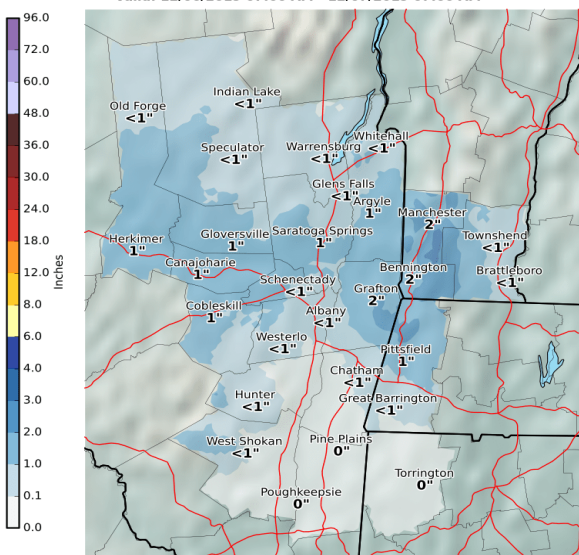 96.0
72.0
60.0
48.0
36.0
30.0
24.0
18.0
12.0
8.0
6.0
4.0
3.0
2.0
1.0
0.1
0.0
Inches
Indian Lake
<1"
Old Forge
<1"
Whitehall
<1"
Speculator
<1"
Warrensburg
<1"
Glens Falls
<1"
Argyle
1"
Manchester
2"
Herkimer
1"
Gloversville
1"
Saratoga Springs
1"
Townshend
<1"
Canajoharie
1"
Bennington
2"
Brattleboro
<1"
Schenectady
<1"
Grafton
2"
Cobleskill
1"
Albany
<1"
Westerlo
<1"
Pittsfield
1"
Chatham
<1"
Hunter
<1"
Great Barrington
<1"
West Shokan
<1"
Pine Plains
0"
Torrington
0"
Poughkeepsie
0"